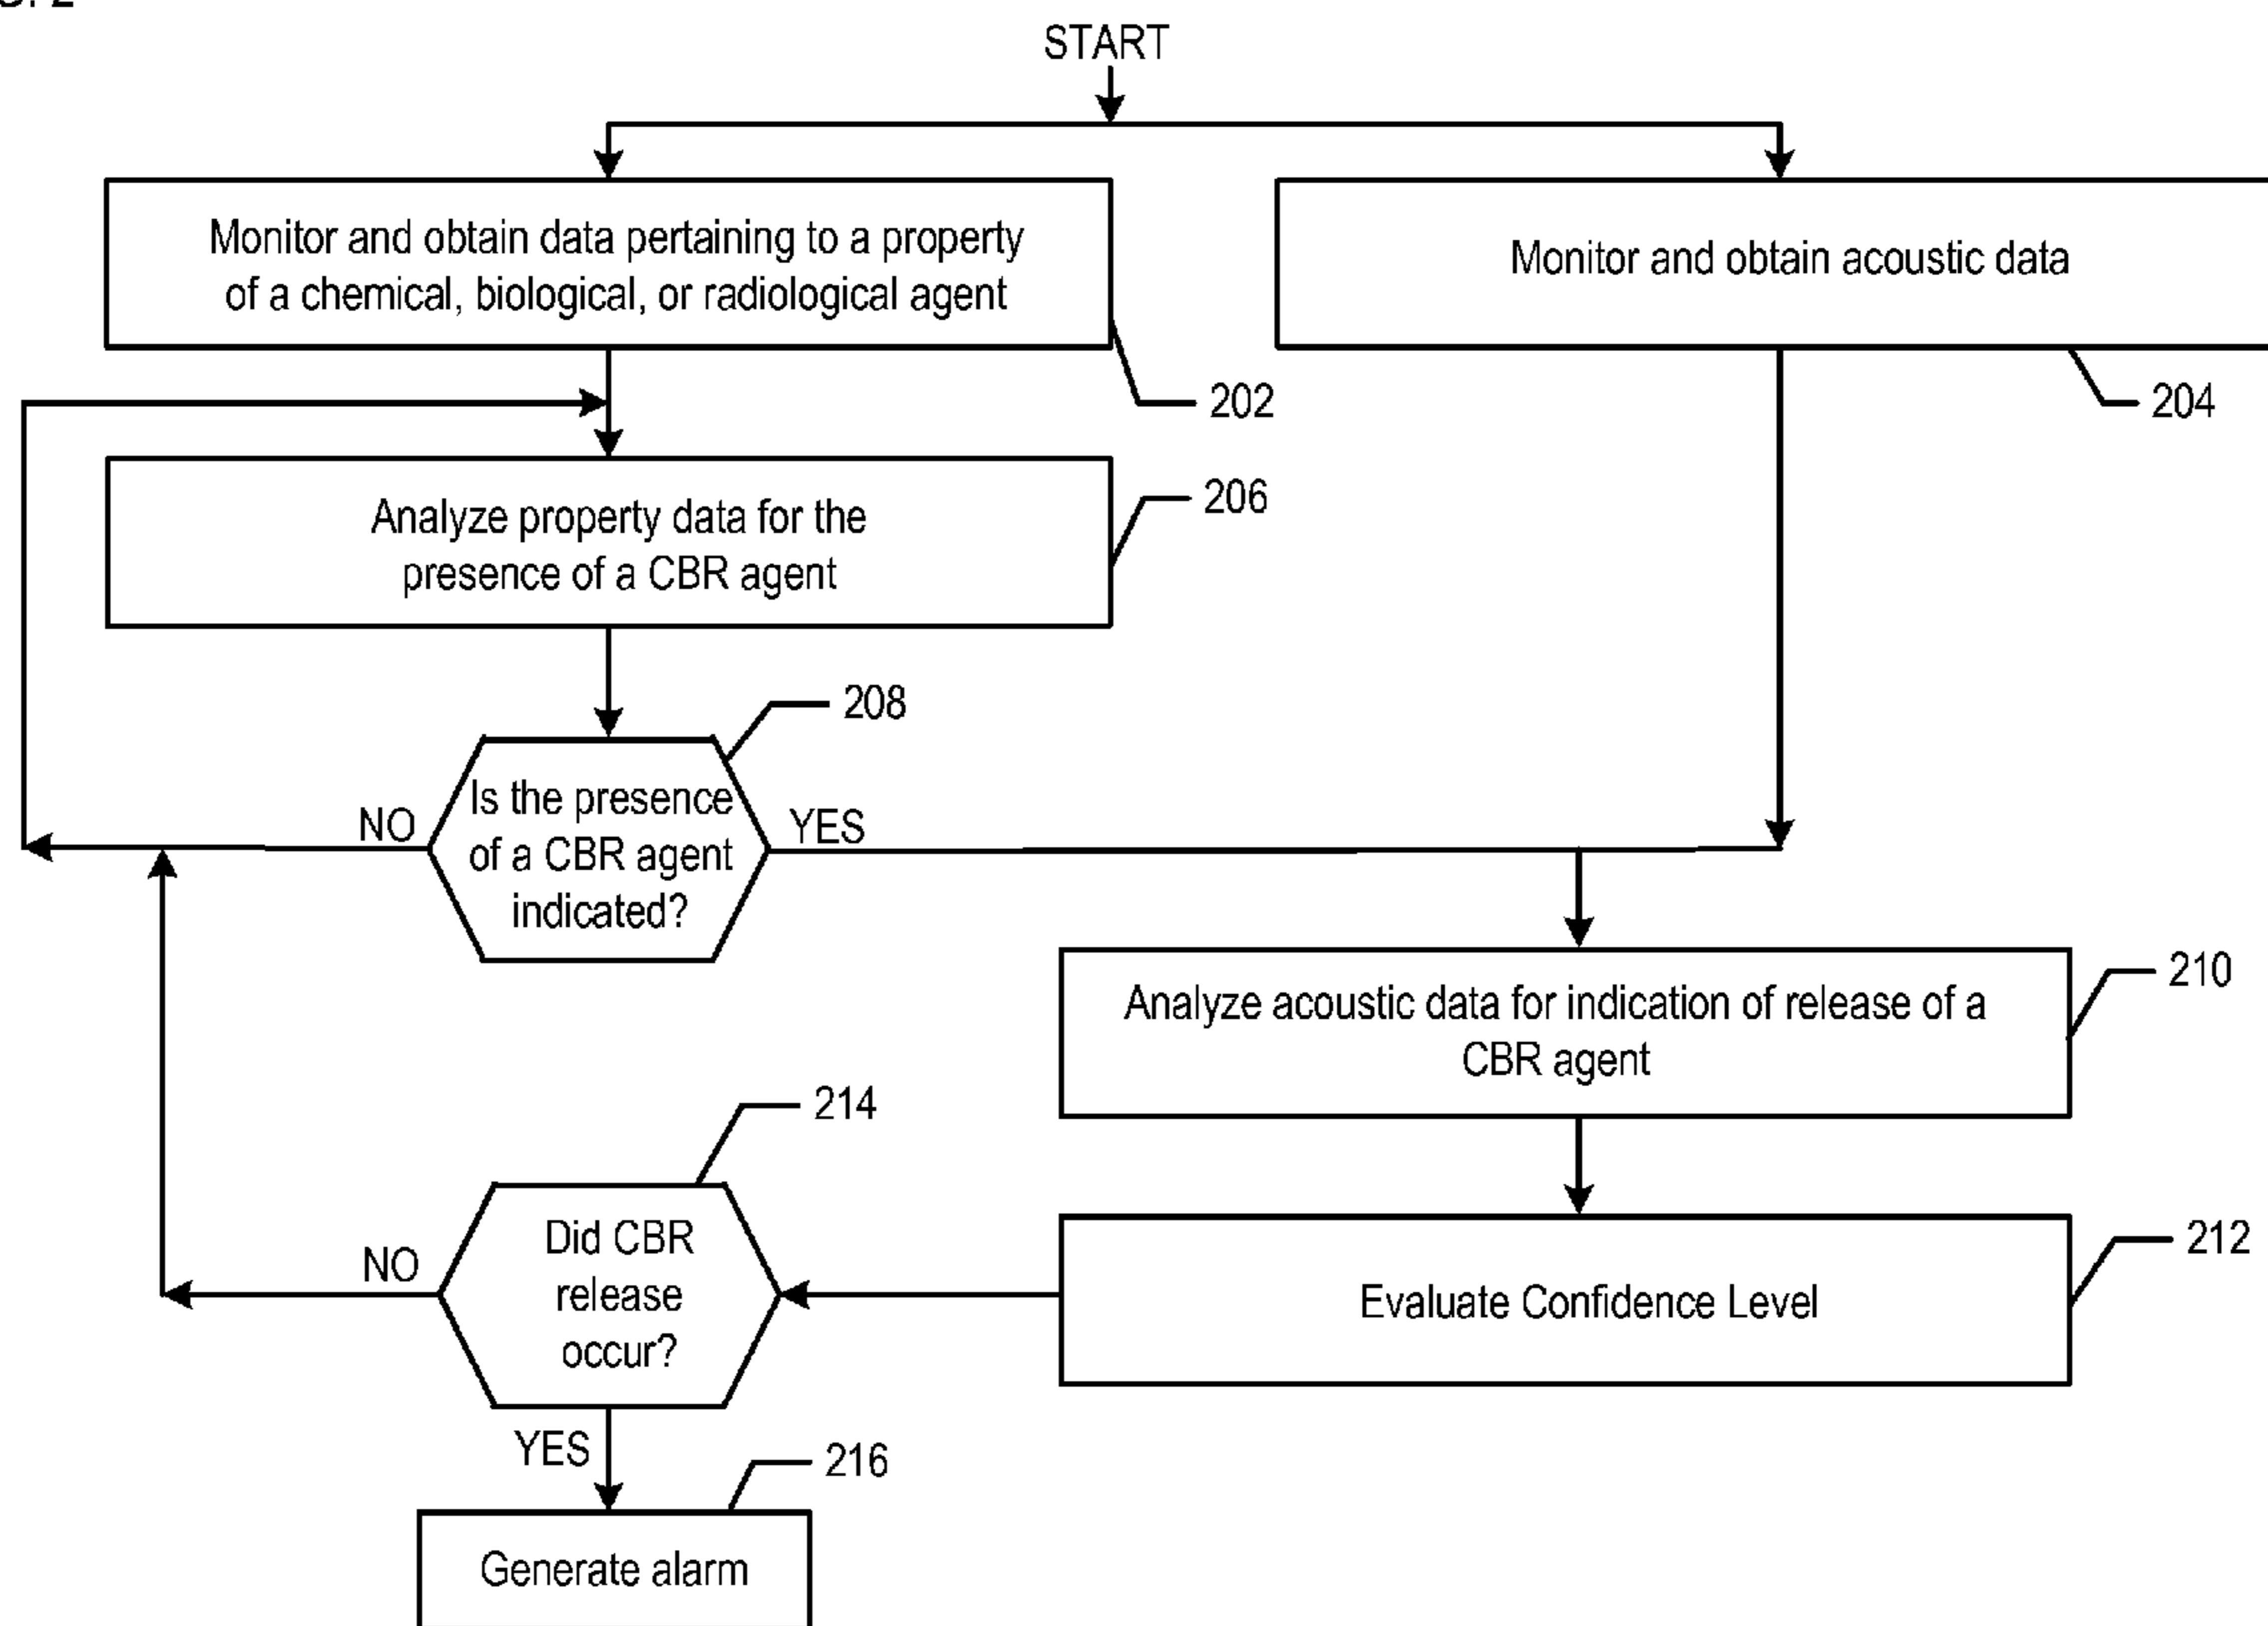 START
Monitor and obtain data pertaining to a property
of a chemical, biological, or radiological agent
Monitor and obtain acoustic data
202
204
Analyze property data for the
presence of a CBR agent
206
208
Is the presence
of a CBR agent
indicated?
NO
YES
Analyze acoustic data for indication of release of a
CBR agent
210
214
Did CBR
release
occur?
NO
Evaluate Confidence Level
212
YES
216
Generate alarm